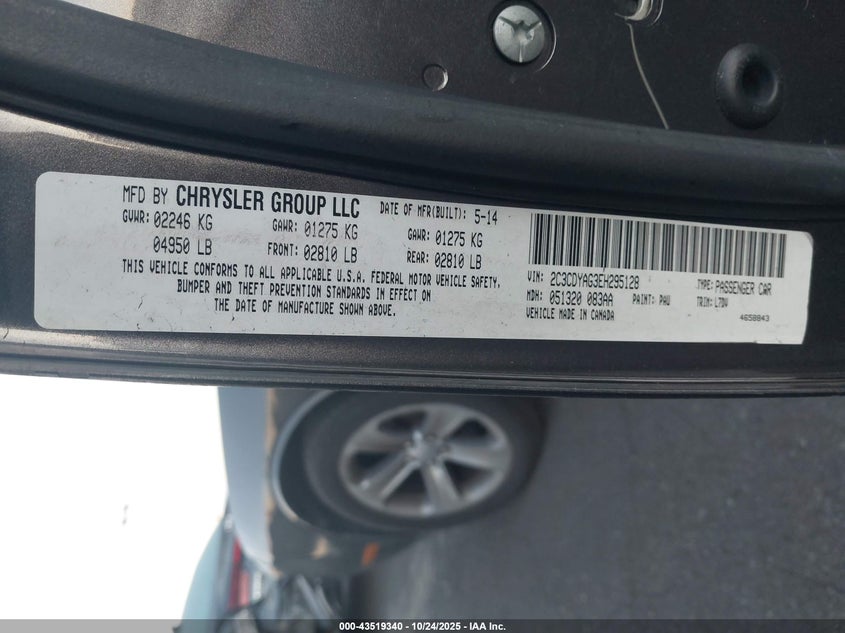 MFD BY CHRYSLER GROUP LLC DATE OF MFR(BUILT): 5-14
GVWR: 02246 KG GAWR: 01275 KG GAWR: 01275 KG
04950 LB FRONT: 02810 LB REAR: 02810 LB
THIS VEHICLE CONFORMS TO ALL APPLICABLE U.S.A. FEDERAL MOTOR VEHICLE SAFETY,
BUMPER AND THEFT PREVENTION STANDARDS IN EFFECT ON
THE DATE OF MANUFACTURE SHOWN ABOVE.
VIN: 2C3CDYAG3EH295128 TYPE: PASSENGER CAR
MDH: 051320 083AA PAINT: PAU TRIM: L7DV
VEHICLE MADE IN CANADA 4658843
000-43519340 - 10/24/2025 - IAA Inc.